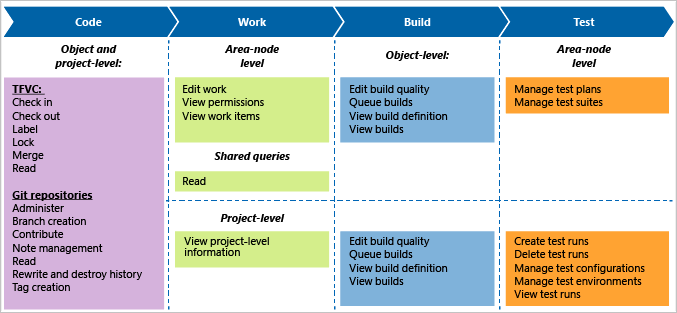 Code
Work
Build
Test
Object and
project-level:
TFVC:
Check in
Check out
Label
Lock
Merge
Read
Git repositories
Administer
Branch creation
Contribute
Note management
Read
Rewrite and destroy history
Tag creation
Area-node
level
Edit work
View permissions
View work items
Shared queries
Read
Project-level
View project-level
information
Object-level:
Edit build quality
Queue builds
View build definition
View builds
Edit build quality
Queue builds
View build definition
View builds
Area-node
level
Manage test plans
Manage test suites
Create test runs
Delete test runs
Manage test configurations
Manage test environments
View test runs